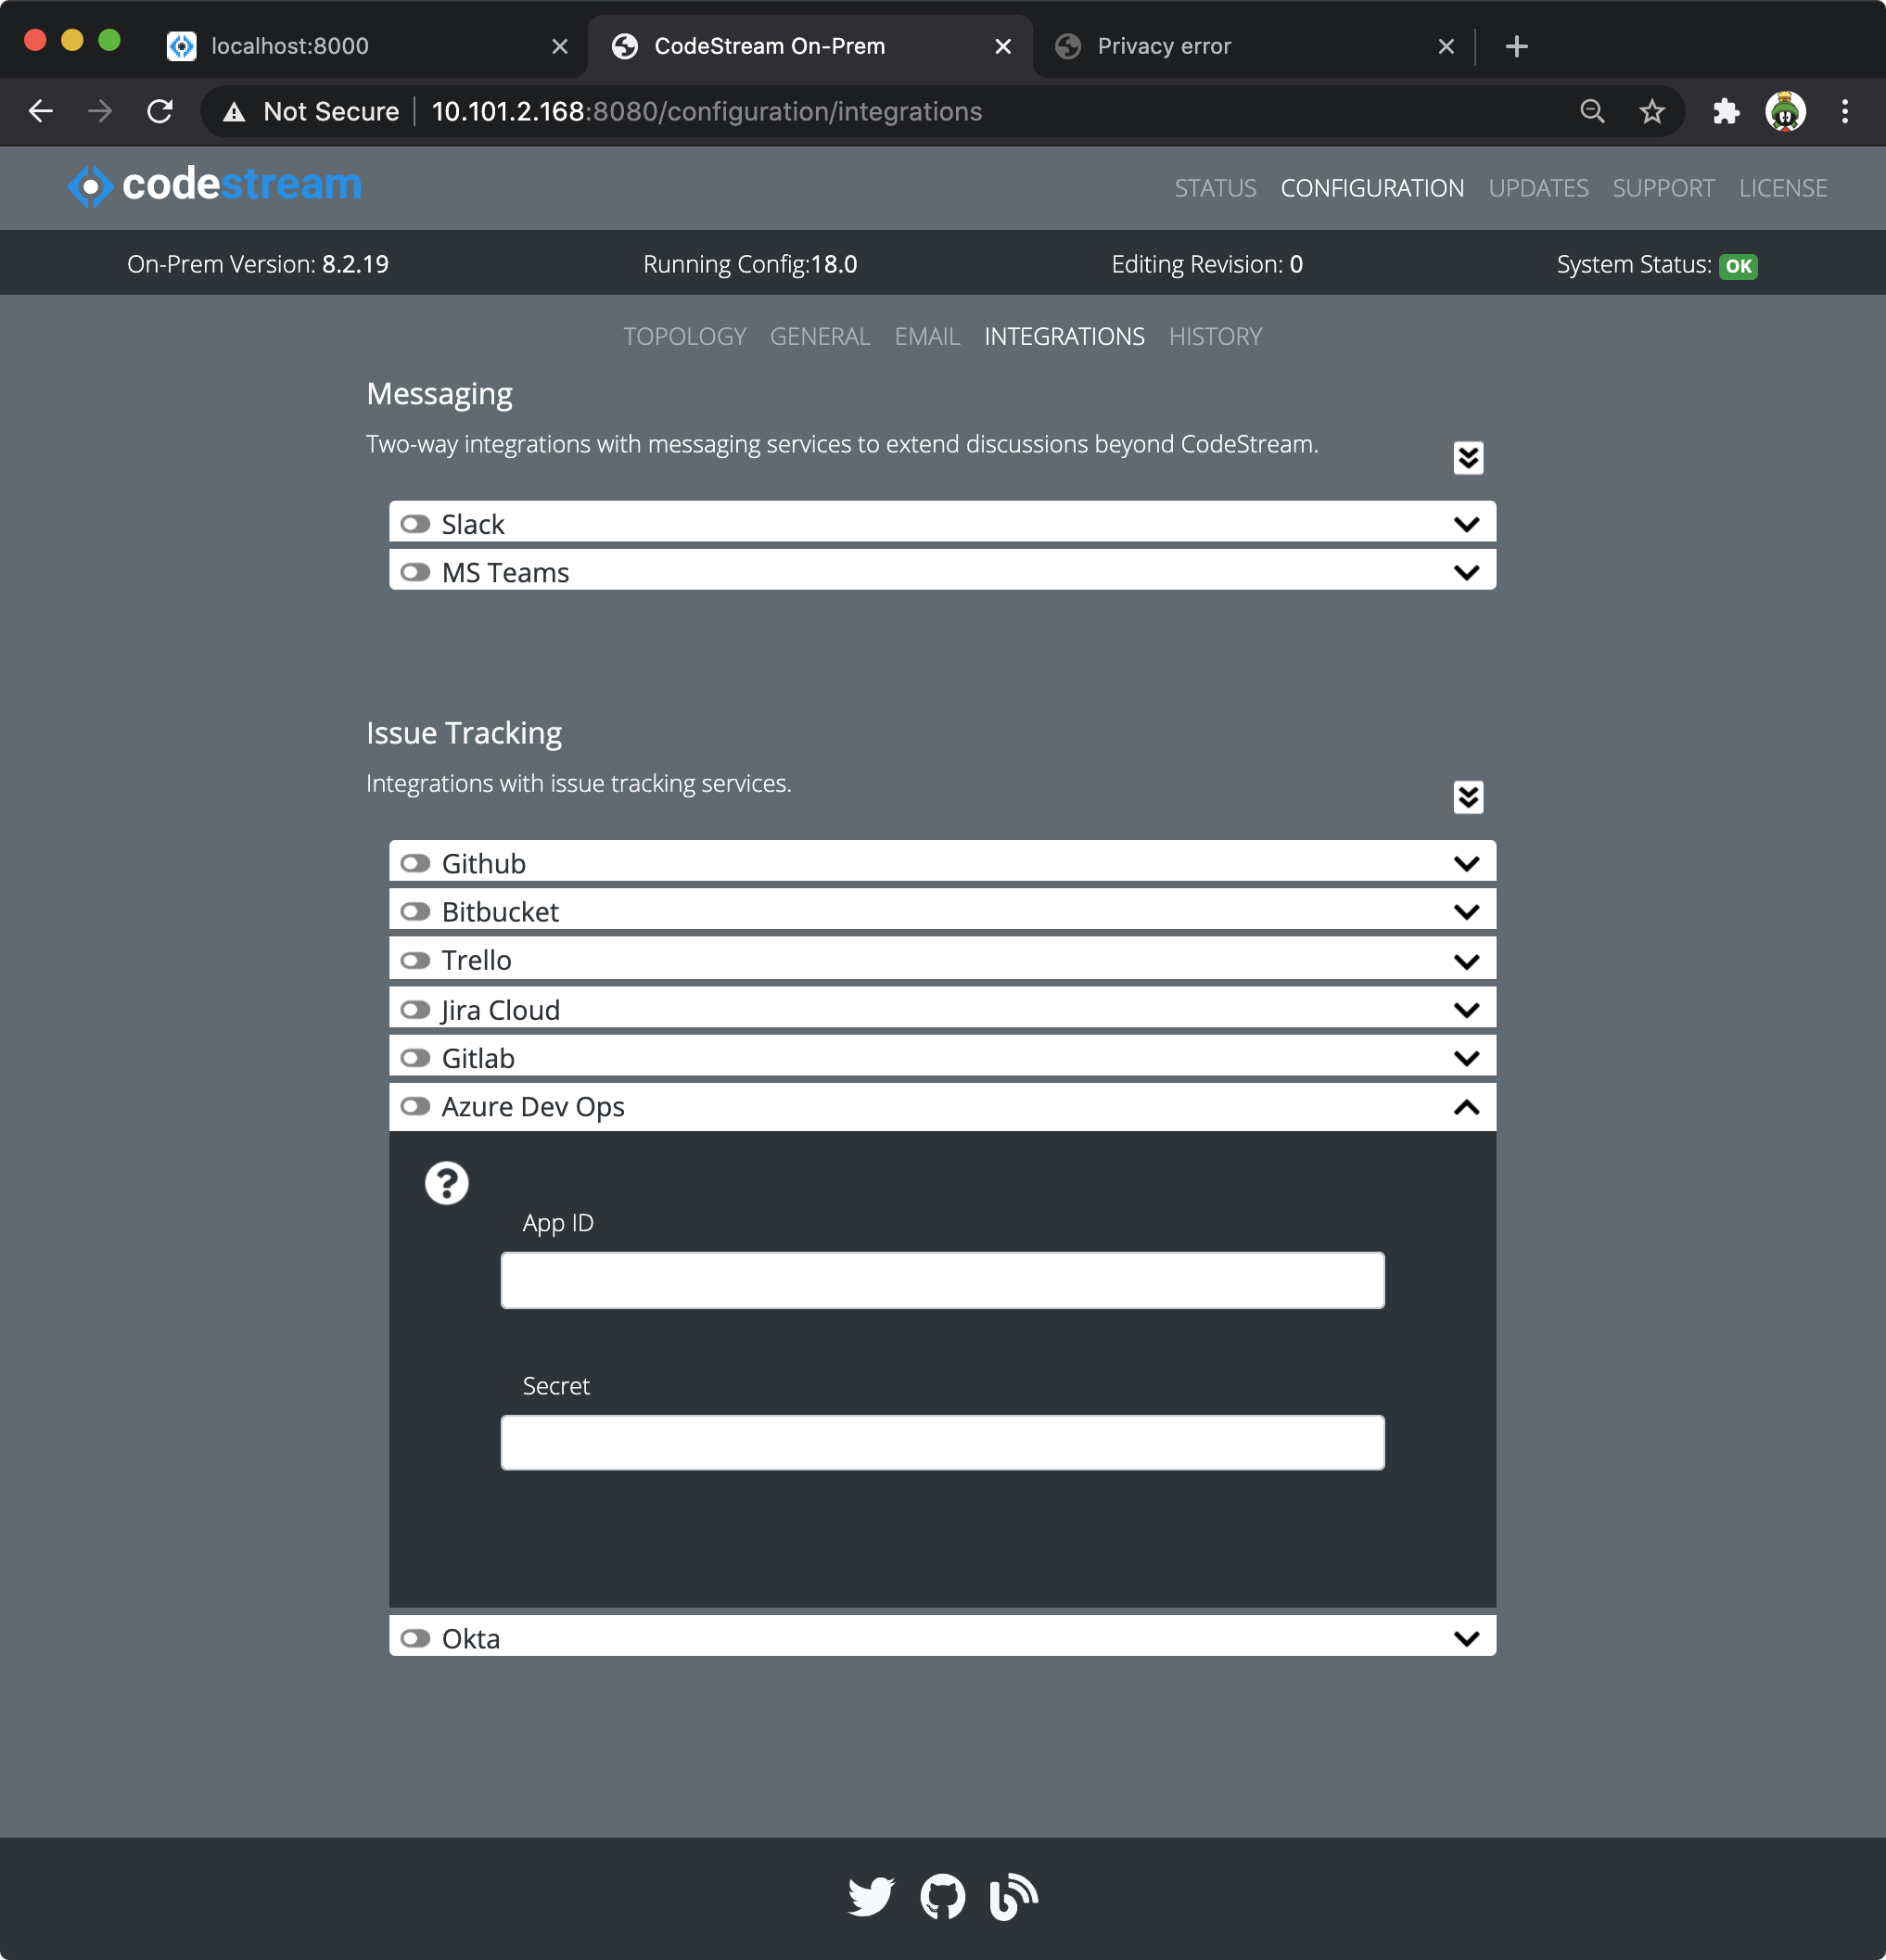 localhost:8000
CodeStream On-Prem
Privacy error
Not Secure
10.101.2.168:8080/configuration/integrations
codestream
STATUS CONFIGURATION UPDATES SUPPORT LICENSE
On-Prem Version: 8.2.19
Running Config:18.0
Editing Revision: 0
System Status: OK
TOPOLOGY GENERAL EMAIL INTEGRATIONS HISTORY
Messaging
Two-way integrations with messaging services to extend discussions beyond CodeStream.
Slack
MS Teams
Issue Tracking
Integrations with issue tracking services.
Github
Bitbucket
Trello
Jira Cloud
Gitlab
Azure Dev Ops
?
App ID
Secret
Okta